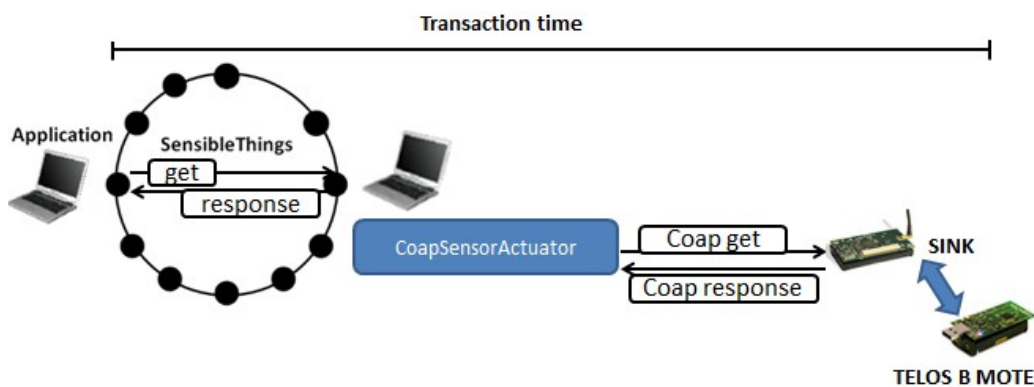 Transaction time
Application
SensibleThings
get
response
CoapSensorActuator
Coap get
Coap response
SINK
TELOS B MOTE